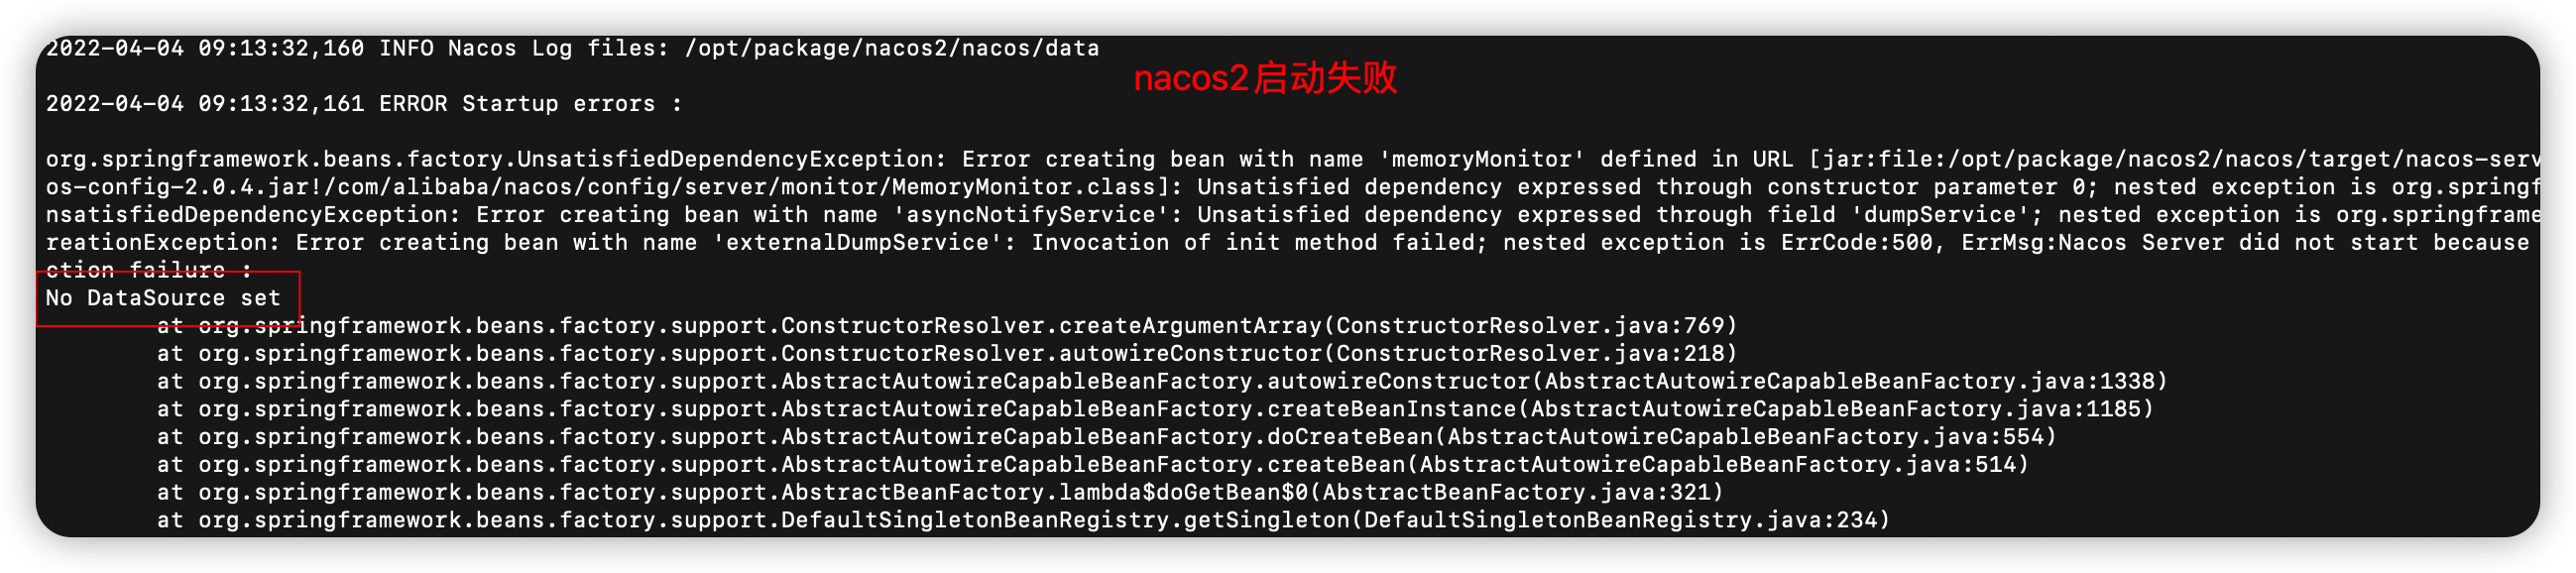 2022-04-04 09:13:32,160 INFO Nacos Log files: /opt/package/nacos2/nacos/data
nacos2启动失败
2022-04-04 09:13:32,161 ERROR Startup errors :
org.springframework.beans.factory.UnsatisfiedDependencyException: Error creating bean with name 'memoryMonitor' defined in URL [jar:file:/opt/package/nacos2/nacos/target/nacos-serv
os-config-2.0.4.jar!/com/alibaba/nacos/config/server/monitor/MemoryMonitor.class]: Unsatisfied dependency expressed through constructor parameter 0; nested exception is org.springf
nsatisfiedDependencyException: Error creating bean with name 'asyncNotifyService': Unsatisfied dependency expressed through field 'dumpService'; nested exception is org.springframe
reationException: Error creating bean with name 'externalDumpService': Invocation of init method failed; nested exception is ErrCode:500, ErrMsg:Nacos Server did not start because
ction failure :
No DataSource set
at org.springframework.beans.factory.support.ConstructorResolver.createArgumentArray(ConstructorResolver.java:769)
at org.springframework.beans.factory.support.ConstructorResolver.autowireConstructor(ConstructorResolver.java:218)
at org.springframework.beans.factory.support.AbstractAutowireCapableBeanFactory.autowireConstructor(AbstractAutowireCapableBeanFactory.java:1338)
at org.springframework.beans.factory.support.AbstractAutowireCapableBeanFactory.createBeanInstance(AbstractAutowireCapableBeanFactory.java:1185)
at org.springframework.beans.factory.support.AbstractAutowireCapableBeanFactory.doCreateBean(AbstractAutowireCapableBeanFactory.java:554)
at org.springframework.beans.factory.support.AbstractAutowireCapableBeanFactory.createBean(AbstractAutowireCapableBeanFactory.java:514)
at org.springframework.beans.factory.support.AbstractBeanFactory.lambda$doGetBean$0(AbstractBeanFactory.java:321)
at org.springframework.beans.factory.support.DefaultSingletonBeanRegistry.getSingleton(DefaultSingletonBeanRegistry.java:234)